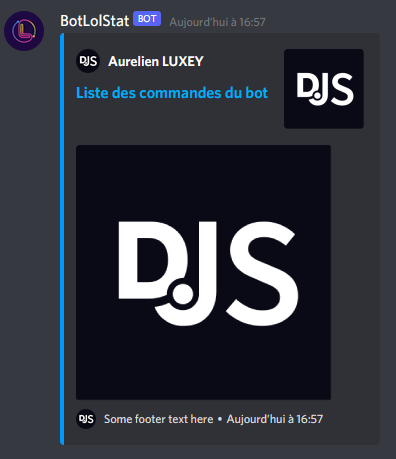 BotLolStat BOT Aujourd'hui à 16:57
DJS Aurelien LUXEY
DJS
Liste des commandes du bot
DJS
DJS Some footer text here • Aujourd'hui à 16:57